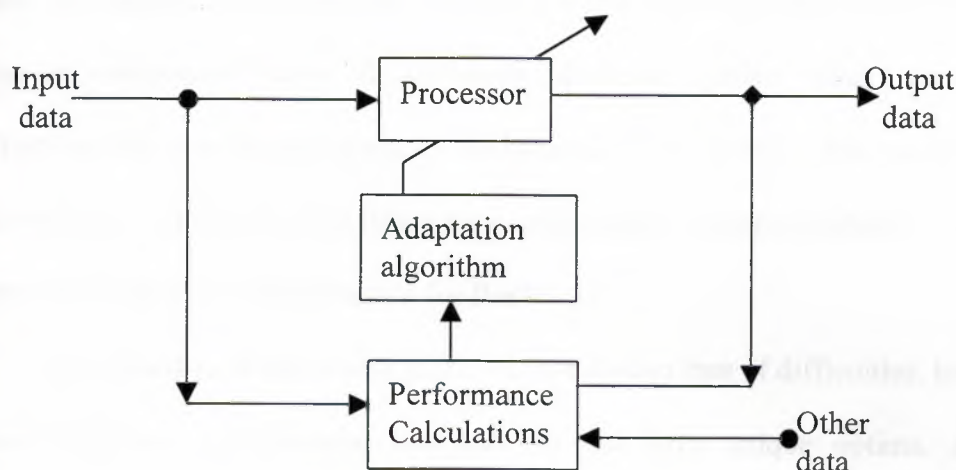 Input
data
Processor
Output
data
Adaptation
algorithm
Performance
Calculations
Other
data